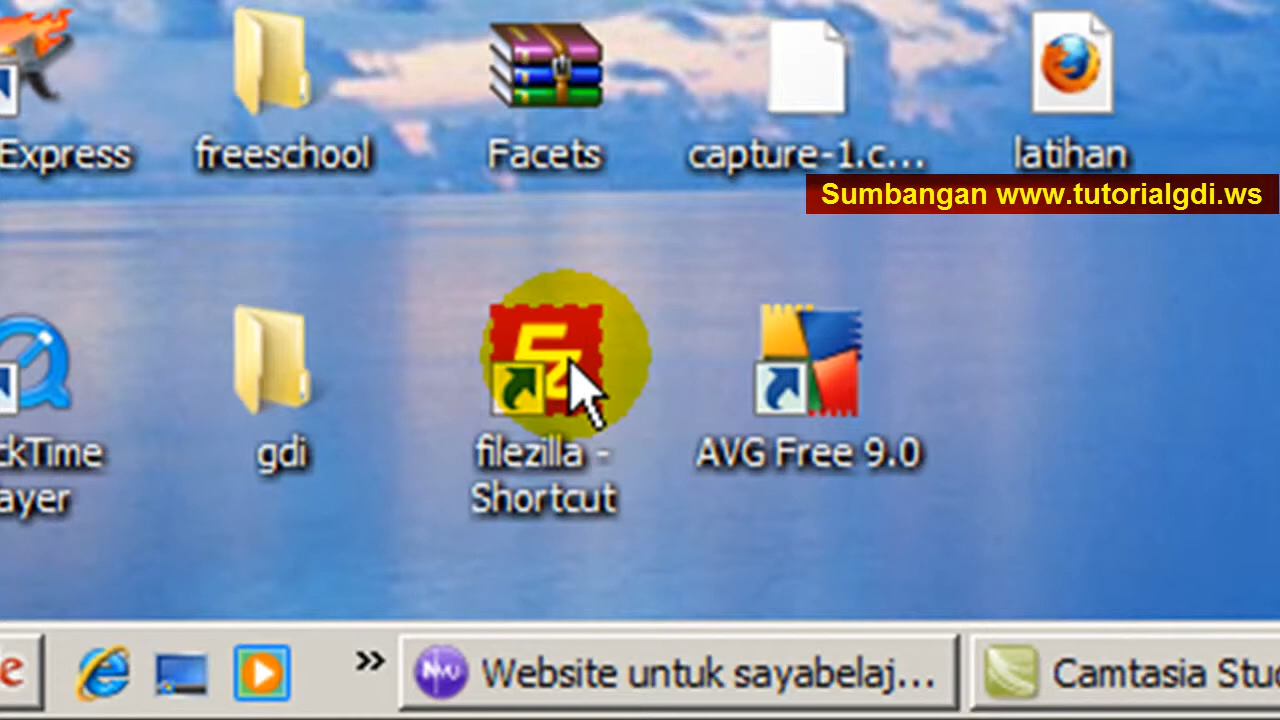 Express
freeschool
Facets
capture-1.c...
latihan
Sumbangan www.tutorialgdi.ws
ckTime
ayer
gdi
filezilla -
Shortcut
AVG Free 9.0
e
»
Website untuk sayabelaj...
Camtasia Stu